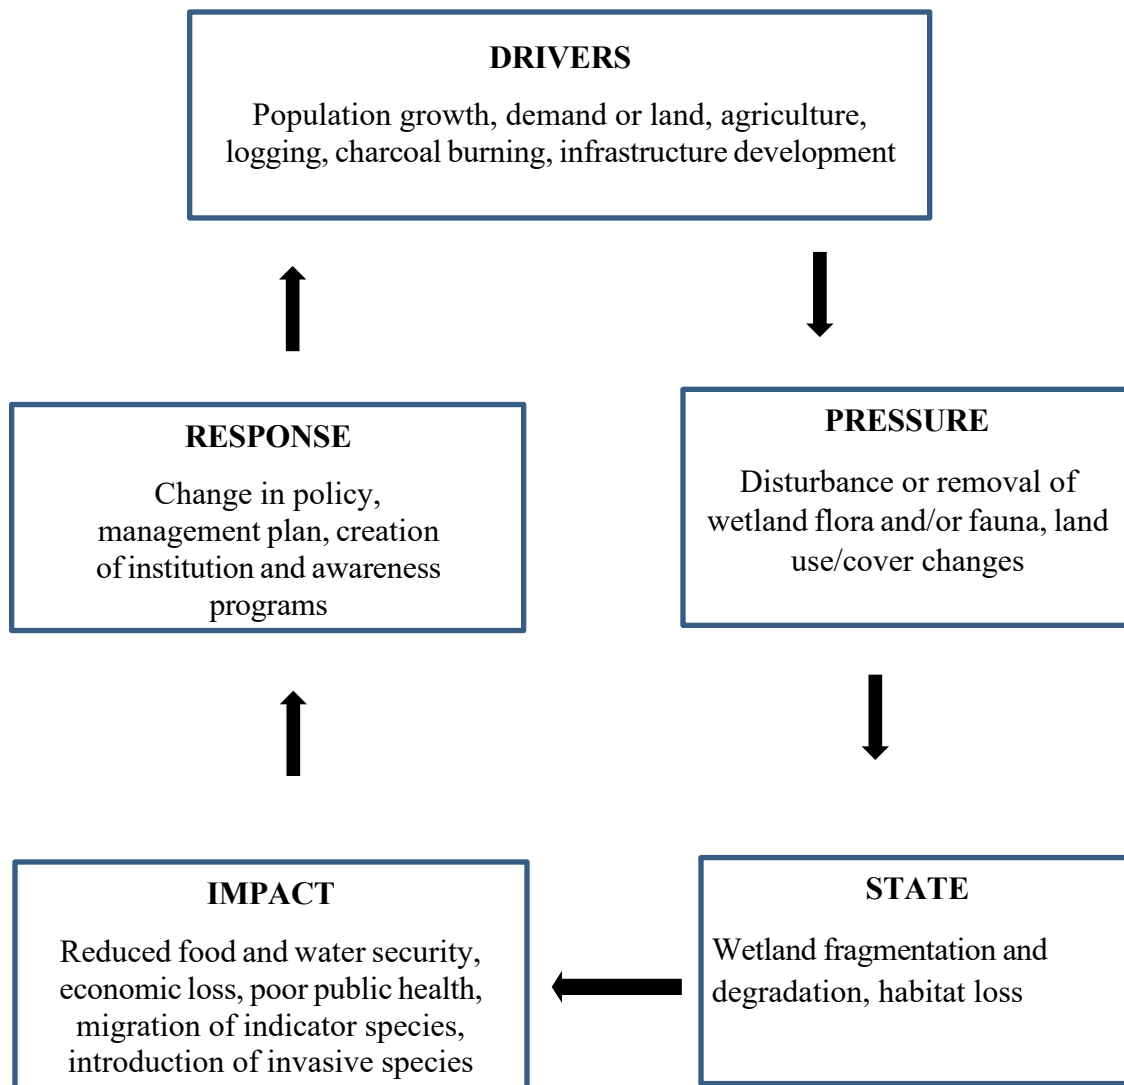 DRIVERS
Population growth, demand or land, agriculture,
logging, charcoal burning, infrastructure development
RESPONSE
Change in policy,
management plan, creation
of institution and awareness
programs
PRESSURE
Disturbance or removal of
wetland flora and/or fauna, land
use/cover changes
IMPACT
Reduced food and water security,
economic loss, poor public health,
migration of indicator species,
introduction of invasive species
STATE
Wetland fragmentation and
degradation, habitat loss